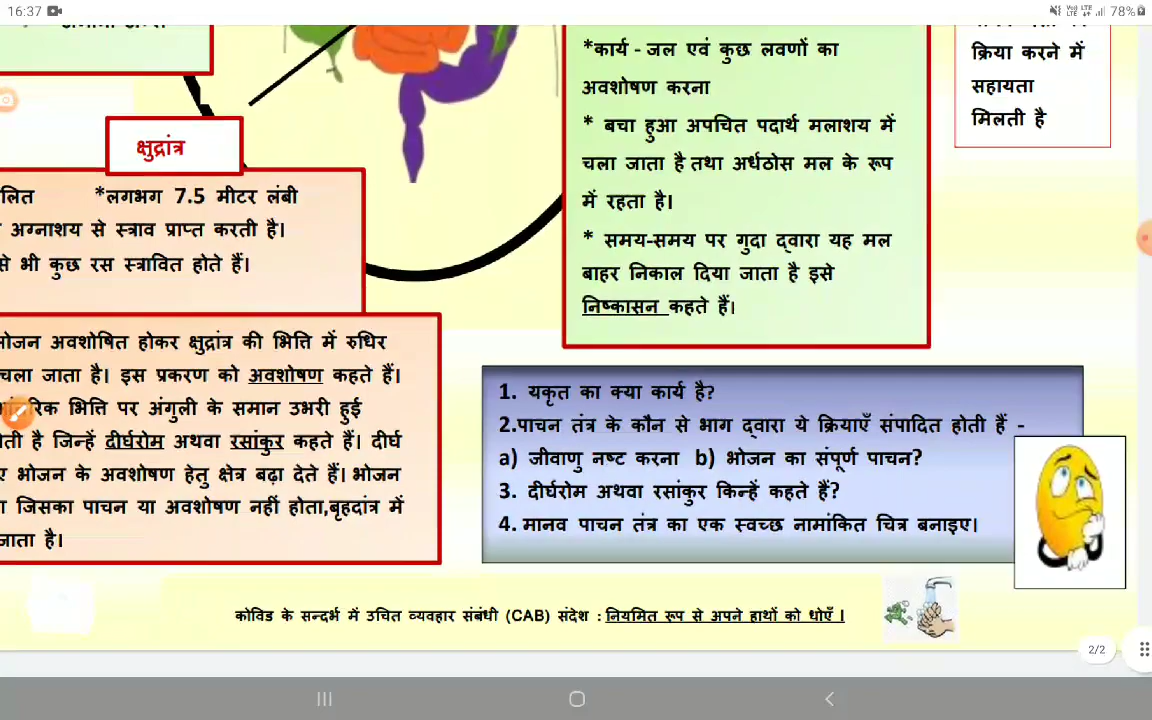 16:37
78%
*कार्य - जल एवं कुछ लवणों का
अवशोषण करना
* बचा हुआ अपचित पदार्थ मलाशय में
चला जाता है तथा अर्धठोस मल के रूप
में रहता है।
* समय-समय पर गुदा द्वारा यह मल
बाहर निकाल दिया जाता है इसे
निष्कासन कहते हैं।
क्रिया करने में
सहायता
मिलती है
क्षुद्रांत्र
लित *लगभग 7.5 मीटर लंबी
अग्नाशय से स्त्राव प्राप्त करती है।
से भी कुछ रस स्त्रावित होते हैं।
भोजन अवशोषित होकर क्षुद्रांत्र की भित्ति में रुधिर
चला जाता है। इस प्रकरण को अवशोषण कहते हैं।
रिक भित्ति पर अंगुली के समान उभरी हुई
ती है जिन्हें दीर्घरोम अथवा रसांकुर कहते हैं। दीर्घ
ए भोजन के अवशोषण हेतु क्षेत्र बढ़ा देते हैं। भोजन
जिसका पाचन या अवशोषण नहीं होता,बृहदांत्र में
जाता है।
1. यकृत का क्या कार्य है?
2.पाचन तंत्र के कौन से भाग द्वारा ये क्रियाएँ संपादित होती हैं -
a) जीवाणु नष्ट करना b) भोजन का संपूर्ण पाचन?
3. दीर्घरोम अथवा रसांकुर किन्हें कहते हैं?
4. मानव पाचन तंत्र का एक स्वच्छ नामांकित चित्र बनाइए।
कोविड के सन्दर्भ में उचित व्यवहार संबंधी (CAB) संदेश : नियमित रूप से अपने हाथों को धोएँ ।
2/2